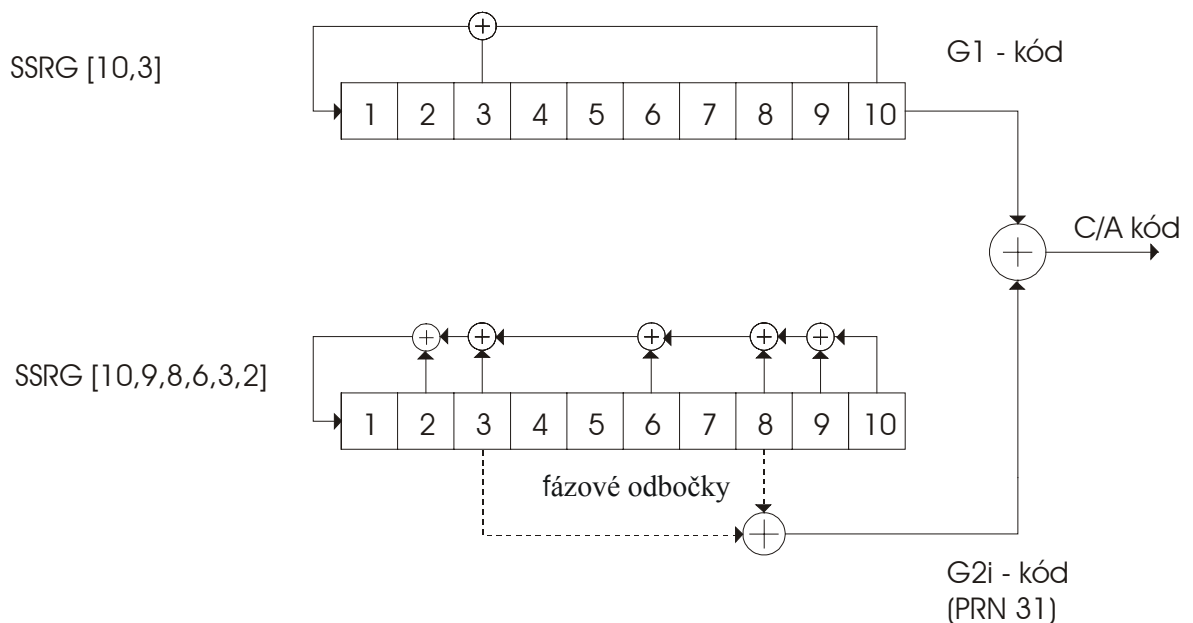 SSRG [10,3]
G1 - kód
1 2 3 4 5 6 7 8 9 10
C/A kód
SSRG [10,9,8,6,3,2]
1 2 3 4 5 6 7 8 9 10
fázové odbočky
G2i - kód
(PRN 31)